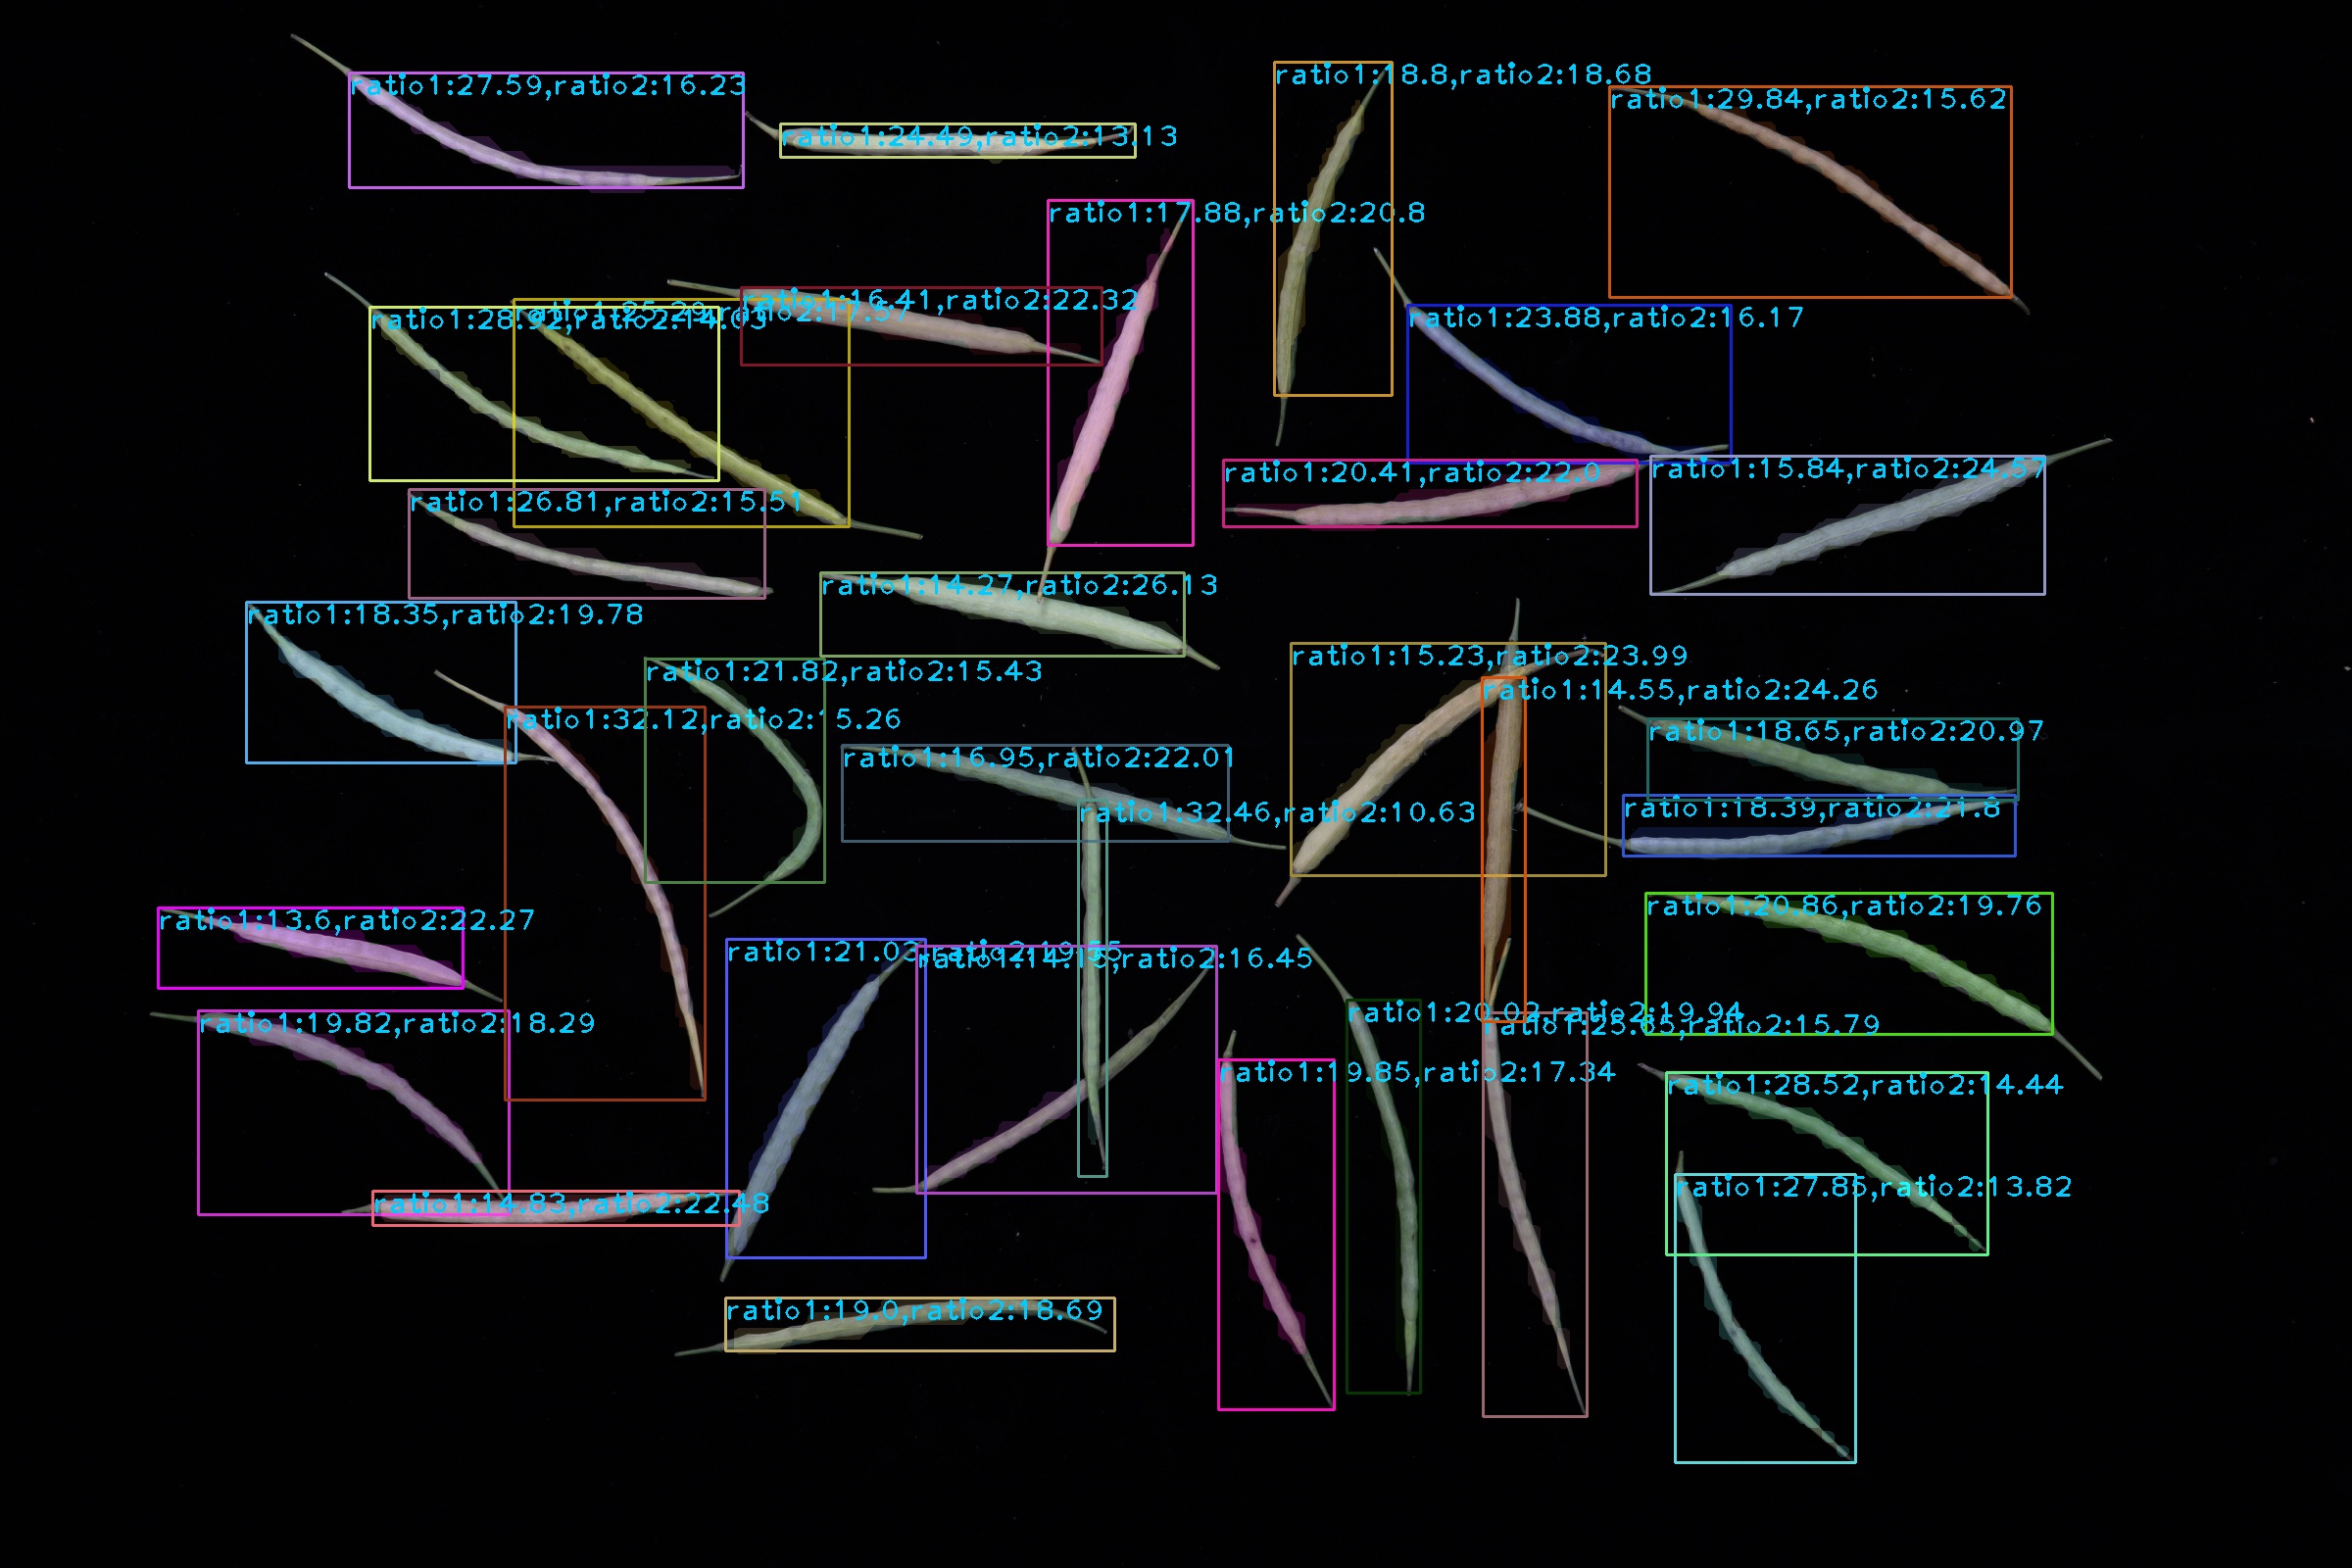 ratio1:27.59,ratio2:16.23
ratio1:24.49,ratio2:13.13
ratio1:18.8,ratio2:18.68
ratio1:29.84,ratio2:15.62
ratio1:17.88,ratio2:20.8
ratio1:16.41,ratio2:22.32
ratio1:23.88,ratio2:16.17
ratio1:20.41,ratio2:22.0
ratio1:15.84,ratio2:24.57
ratio1:26.81,ratio2:15.51
ratio1:14.27,ratio2:26.13
ratio1:18.35,ratio2:19.78
ratio1:15.23,ratio2:23.99
ratio1:21.82,ratio2:15.43
ratio1:14.55,ratio2:24.26
ratio1:32.12,ratio2:15.26
ratio1:18.65,ratio2:20.97
ratio1:16.95,ratio2:22.01
ratio1:32.46,ratio2:10.63
ratio1:18.39,ratio2:21.8
ratio1:13.6,ratio2:22.27
ratio1:20.86,ratio2:19.76
ratio1:14.15,ratio2:16.45
ratio1:20.02,ratio2:19.94
ratio1:19.82,ratio2:18.29
ratio2:15.79
ratio1:19.85,ratio2:17.34
ratio1:28.52,ratio2:14.44
ratio1:27.85,ratio2:13.82
ratio1:14.83,ratio2:22.48
ratio1:19.0,ratio2:18.69